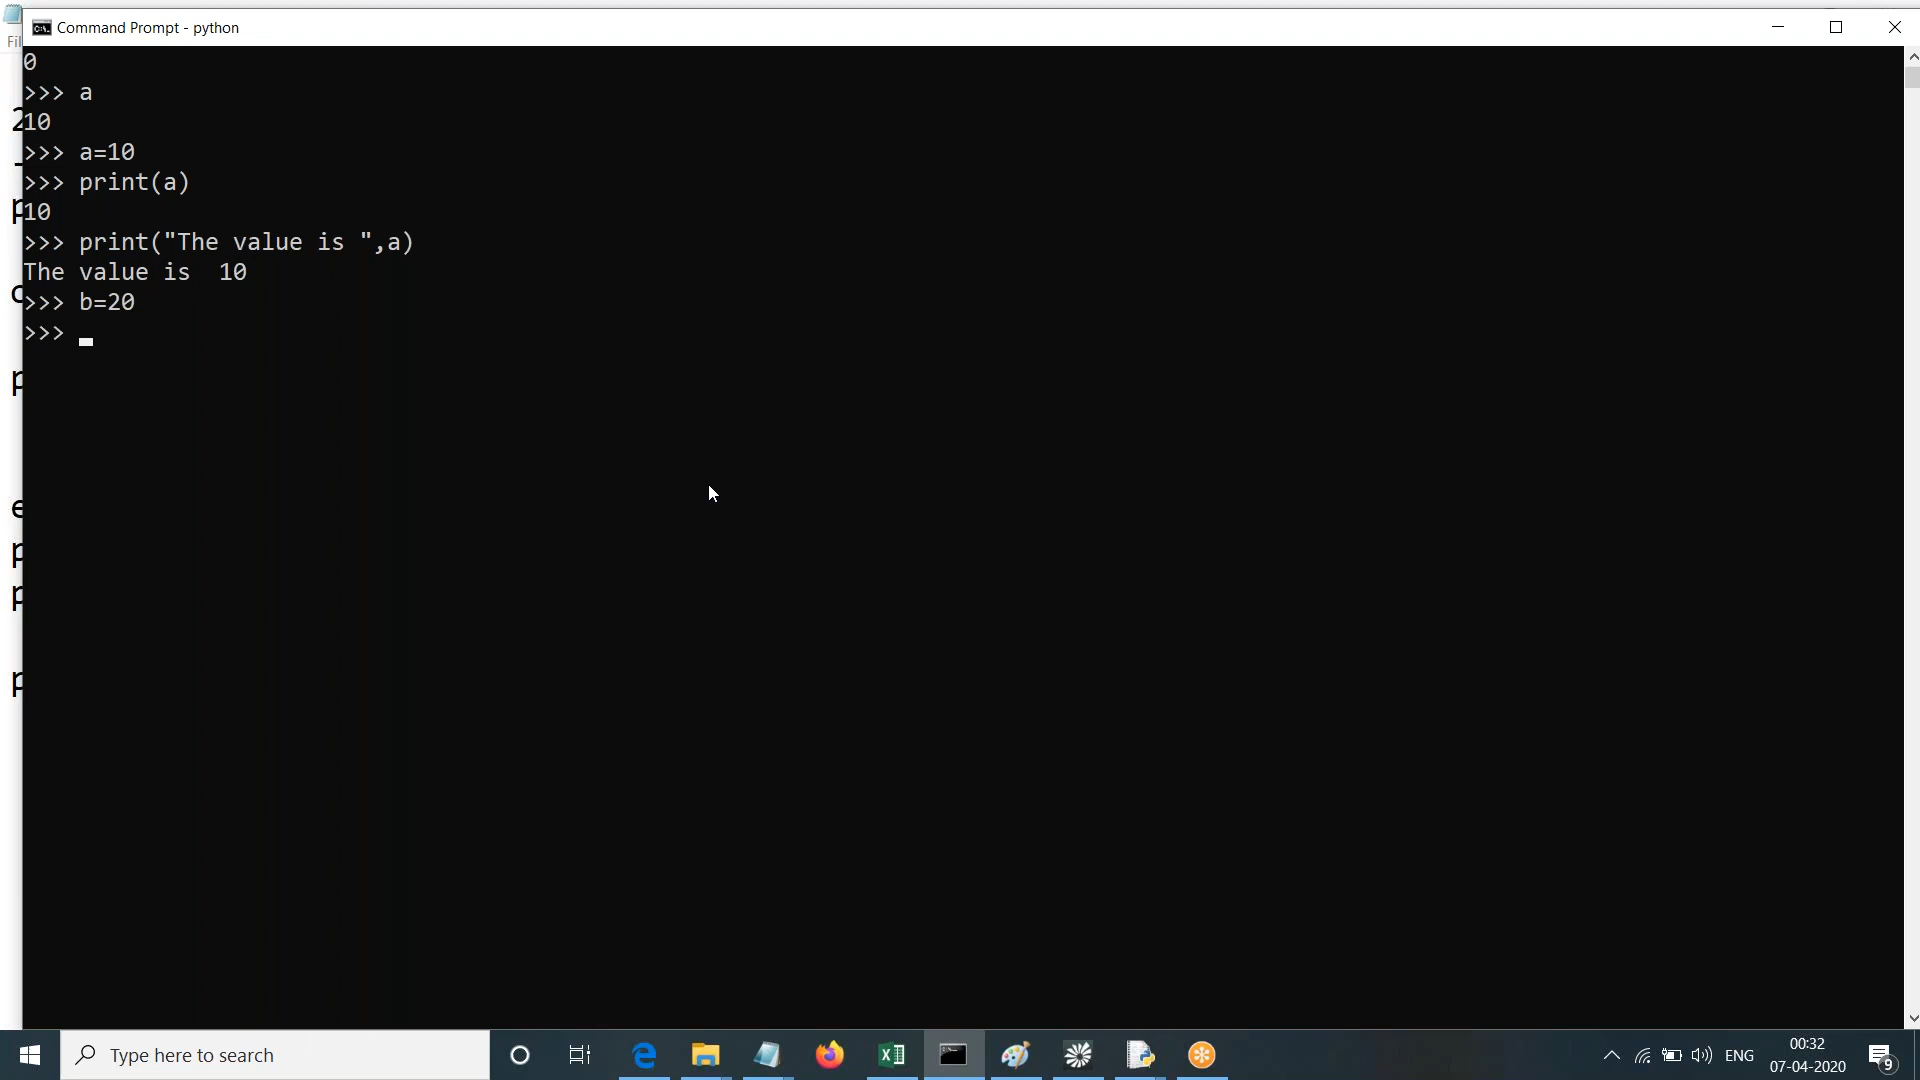 Command Prompt - python
0
>>> a
10
>>> a=10
>>> print(a)
10
>>> print("The value is ",a)
The value is  10
>>> b=20
>>>
Type here to search
ENG
00:32
07-04-2020
9